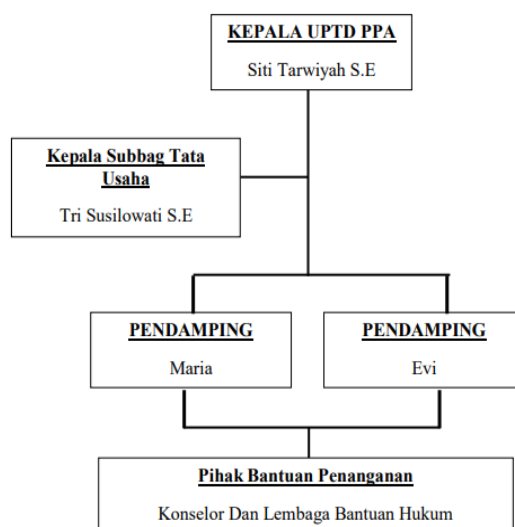 KEPALA UPTD PPA
Siti Tarwiyah S.E
Kepala Subbag Tata
Usaha
Tri Susilowati S.E
PENDAMPING
Maria
PENDAMPING
Evi
Pihak Bantuan Penanganan
Konselor Dan Lembaga Bantuan Hukum